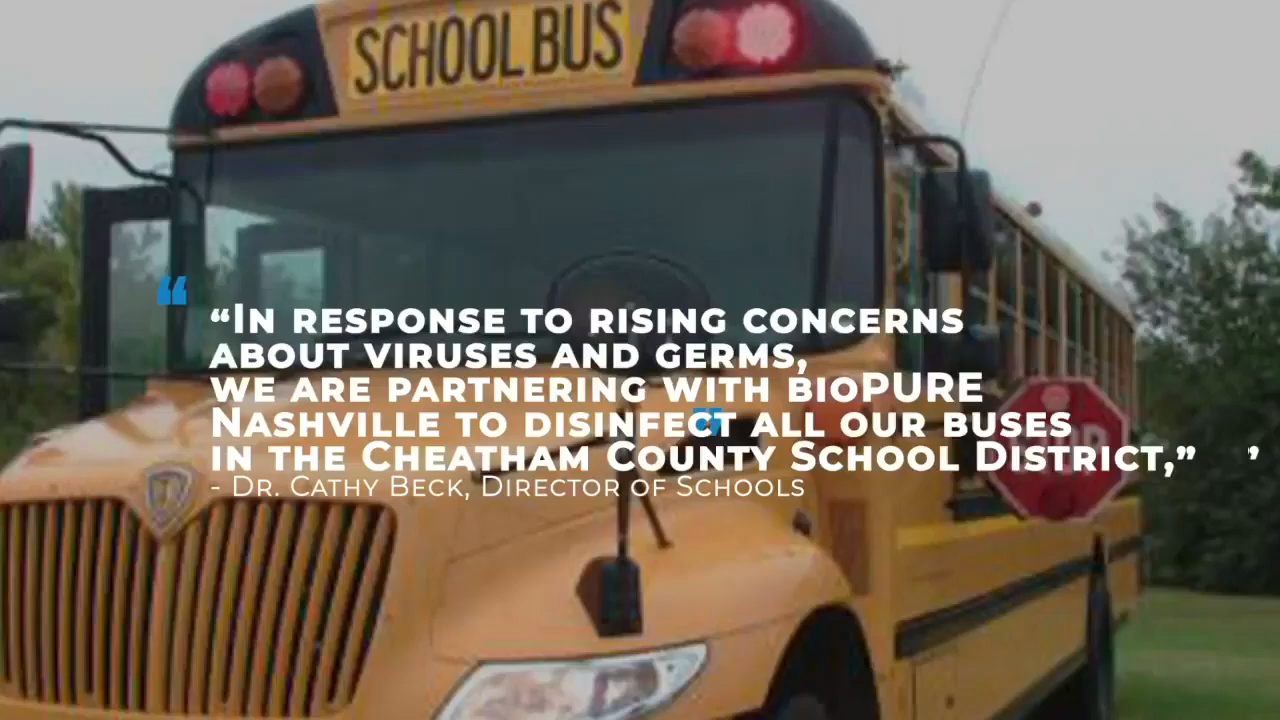 SCHOOL BUS
“In response to rising concerns
about viruses and germs,
we are partnering with bioPURE
Nashville to disinfect all our buses
in the Cheatham County School District,” ’
- Dr. Cathy Beck, Director of Schools
STOP